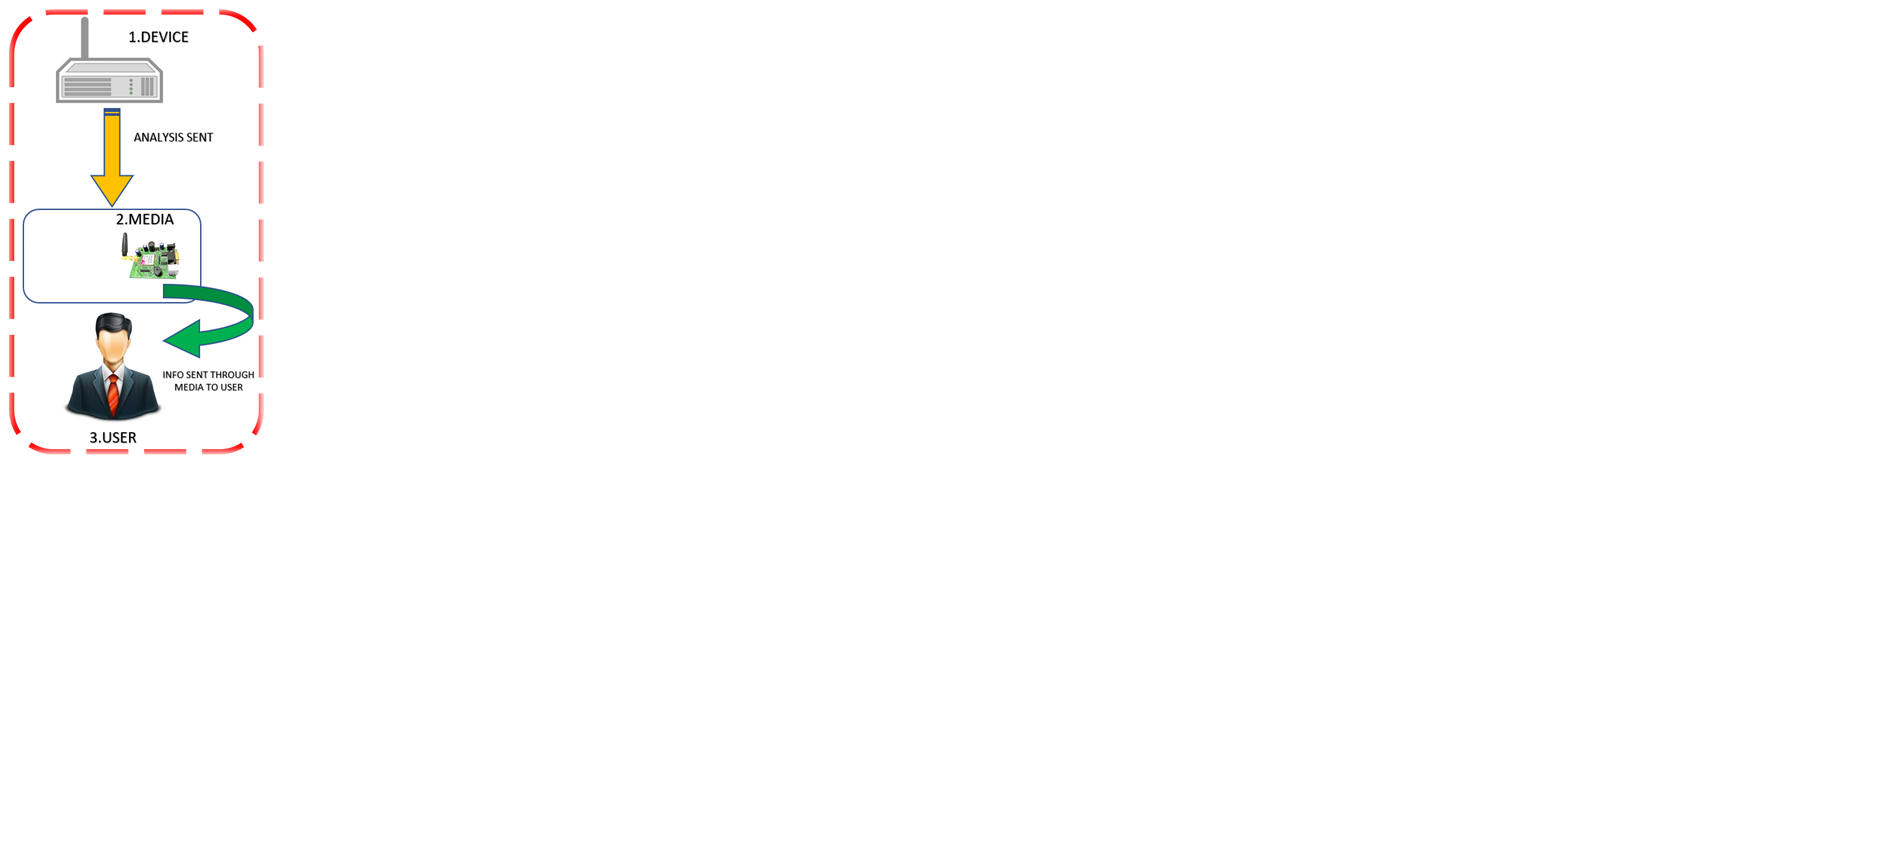 1.DEVICE
ANALYSIS SENT
2.MEDIA
INFO SENT THROUGH
MEDIA TO USER
3.USER